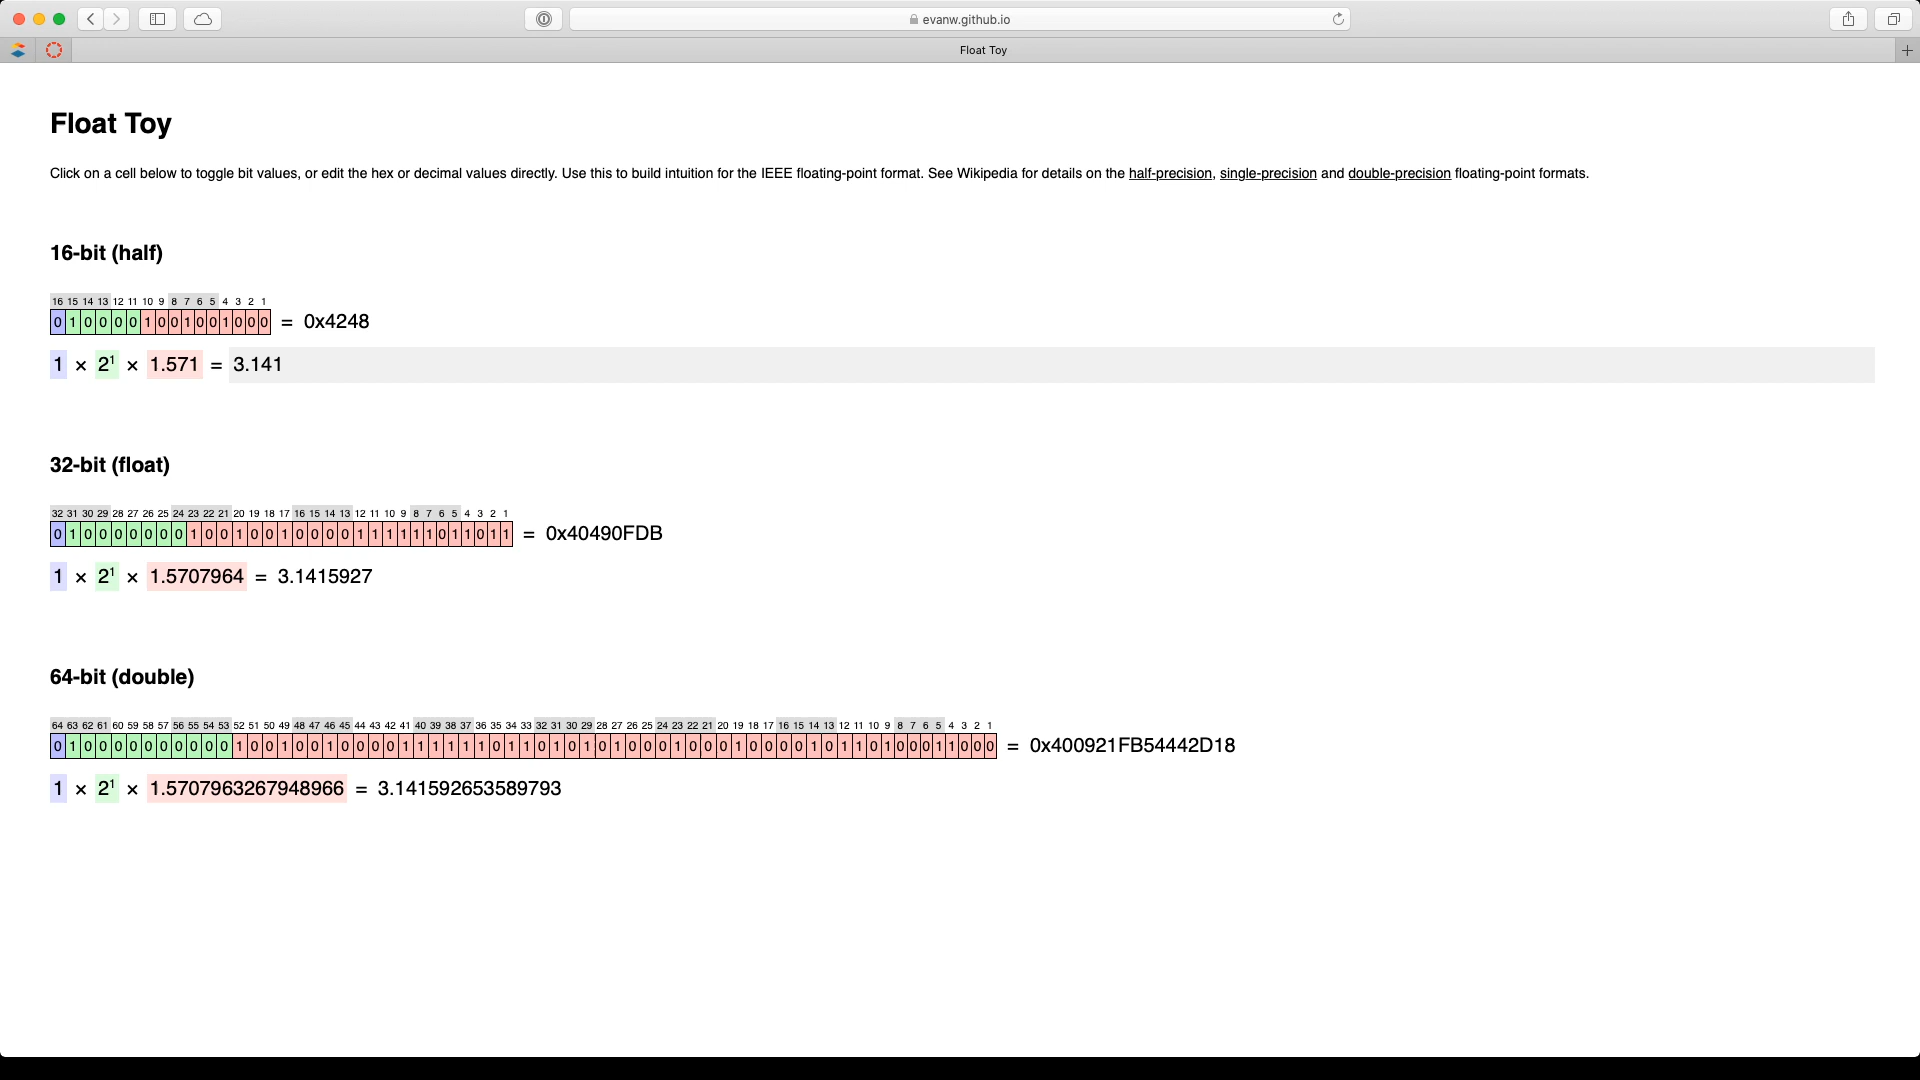 evanw.github.io
Float Toy
Float Toy
Click on a cell below to toggle bit values, or edit the hex or decimal values directly. Use this to build intuition for the IEEE floating-point format. See Wikipedia for details on the half-precision, single-precision and double-precision floating-point formats.
16-bit (half)
16 15 14 13 12 11 10 9 8 7 6 5 4 3 2 1
0 1 0 0 0 0 1 0 0 1 0 0 1 0 0 0 = 0x4248
1 × 2¹ × 1.571 = 3.141
32-bit (float)
32 31 30 29 28 27 26 25 24 23 22 21 20 19 18 17 16 15 14 13 12 11 10 9 8 7 6 5 4 3 2 1
0 1 0 0 0 0 0 0 0 1 0 0 1 0 0 1 0 0 0 0 1 1 1 1 1 1 0 1 1 0 1 1 = 0x40490FDB
1 × 2¹ × 1.5707964 = 3.1415927
64-bit (double)
64 63 62 61 60 59 58 57 56 55 54 53 52 51 50 49 48 47 46 45 44 43 42 41 40 39 38 37 36 35 34 33 32 31 30 29 28 27 26 25 24 23 22 21 20 19 18 17 16 15 14 13 12 11 10 9 8 7 6 5 4 3 2 1
0 1 0 0 0 0 0 0 0 0 0 0 1 0 0 1 0 0 1 0 0 0 0 1 1 1 1 1 1 0 1 1 0 1 0 1 0 1 0 0 0 1 0 0 0 1 0 0 0 0 1 0 1 1 0 1 0 0 0 1 1 0 0 0 = 0x400921FB54442D18
1 × 2¹ × 1.5707963267948966 = 3.141592653589793